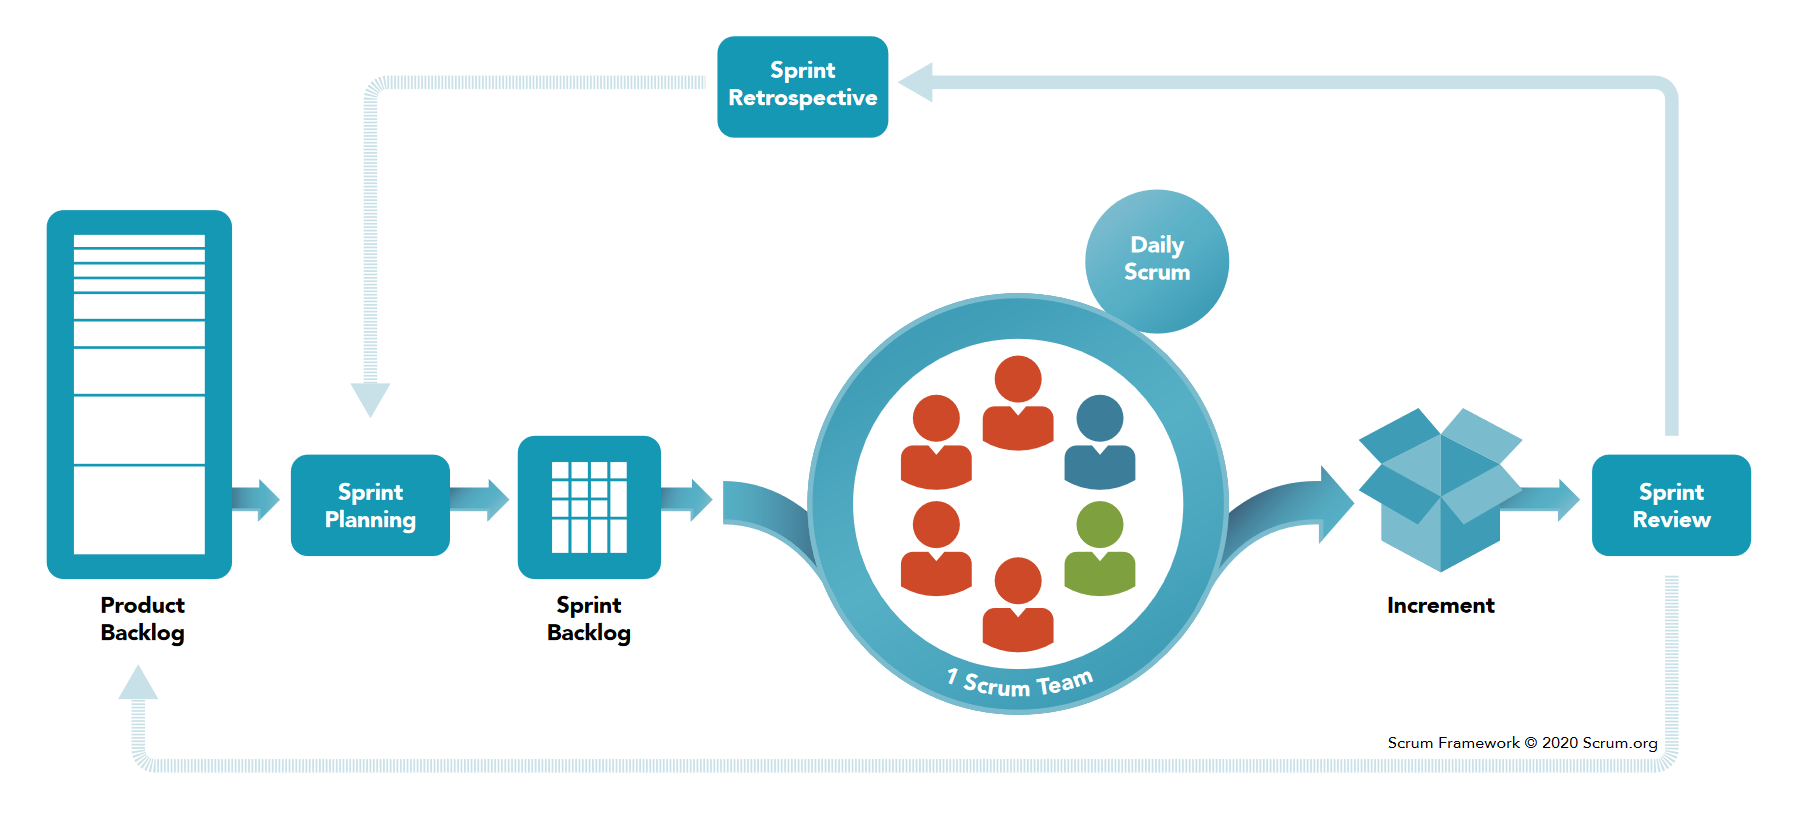 Sprint
Retrospective
Daily
Scrum
Sprint
Planning
Sprint
Review
Product
Backlog
Sprint
Backlog
Increment
1 Scrum Team
Scrum Framework © 2020 Scrum.org